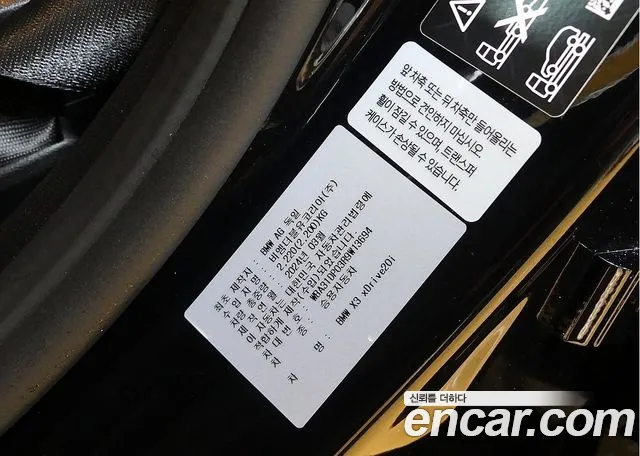 앞 차축 또는 뒤 차축만 들어올리는
방법으로 견인하지 마십시오.
휠이 잠길 수 있으며, 트랜스퍼
케이스가 손상될 수 있습니다.
최종 제작자 : BMW AG 독일
수 입 자 명 : 비엠더블유코리아(주)
차량 총중량 : 2,220(2,200)KG
제 작 연 월 : 2024년 03월
이 자동차는 대한민국 자동차관리법령에
적합하게 제작(수입)되었습니다.
차 대 번 호 :
차 종 : 승용자동차
차 명 : BMW X3 xDrive20i
신뢰를 더하다
encar.com